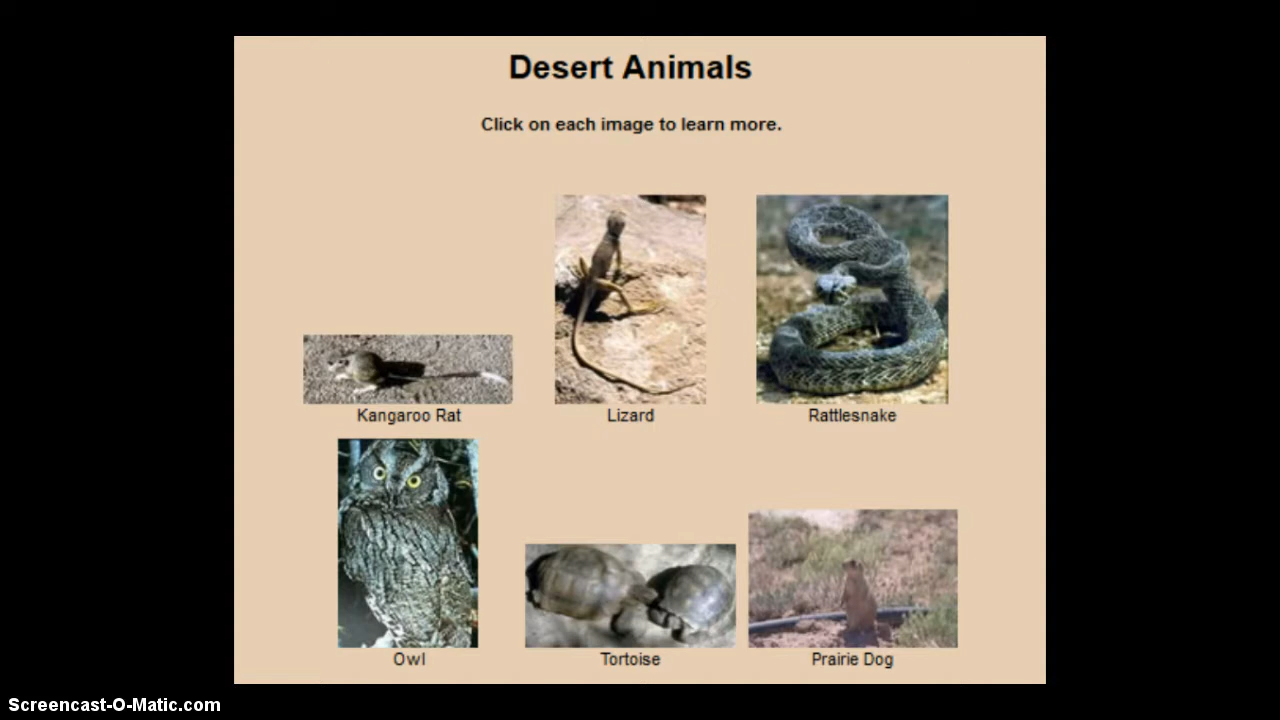 Desert Animals
Click on each image to learn more.
Kangaroo Rat
Lizard
Rattlesnake
Owl
Tortoise
Prairie Dog
Screencast-O-Matic.com